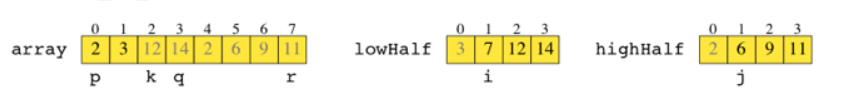 0 1 2 3 4 5 6 7 0 1 2 3 0 1 2 3
array 2 3 12 14 2 6 9 11 lowHalf 3 7 12 14 highHalf 2 6 9 11
p k q r i j